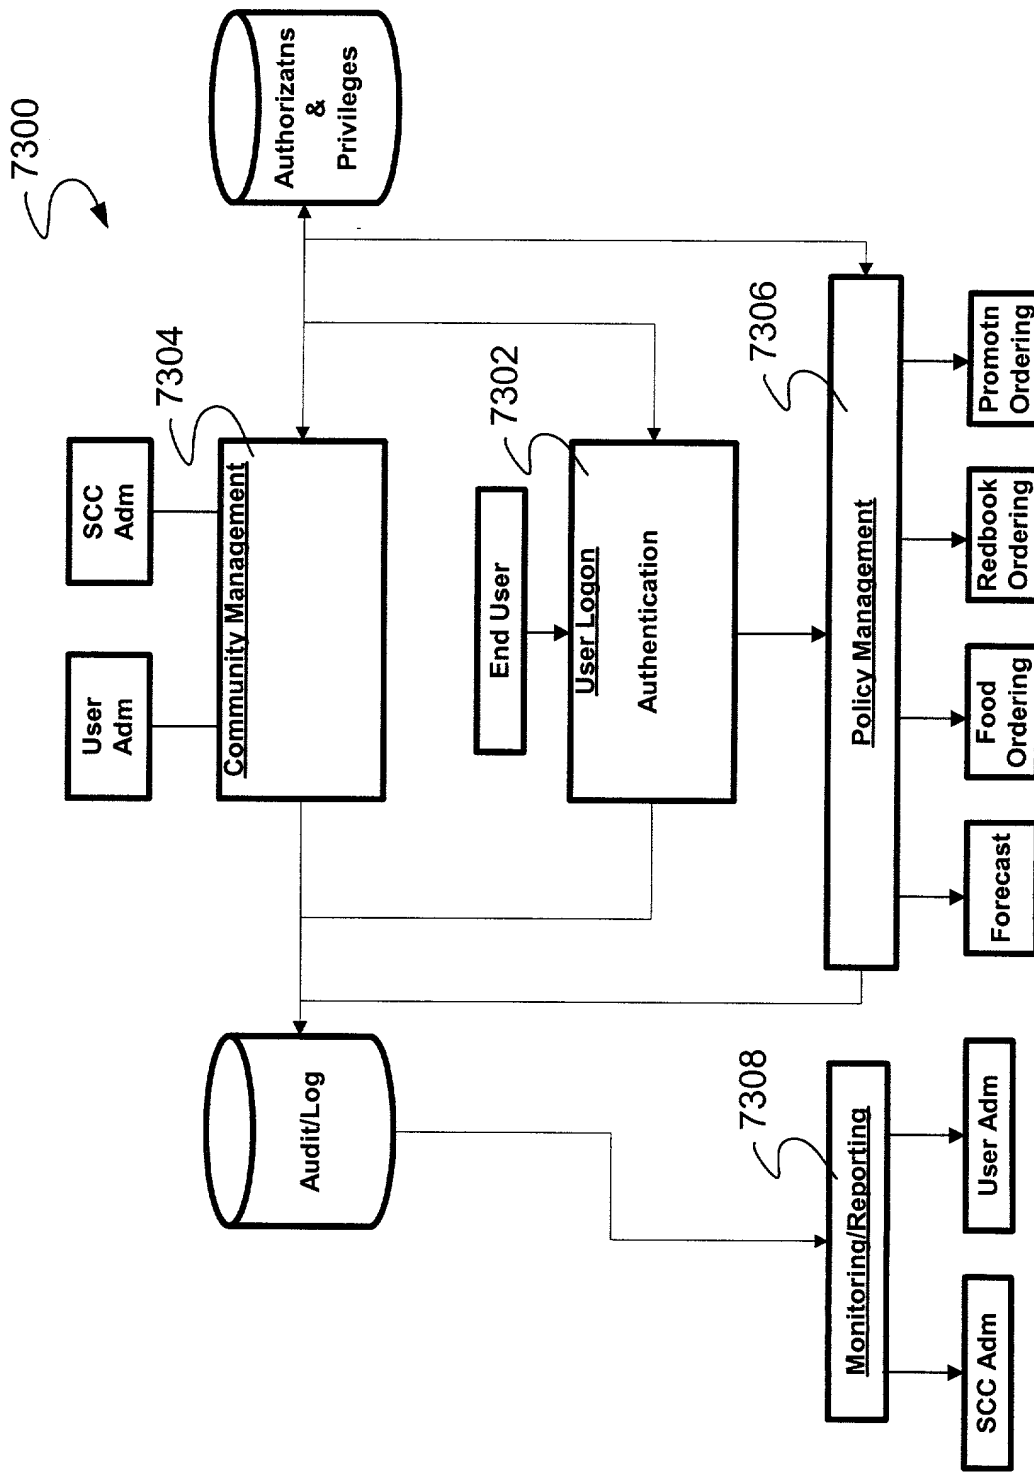 7300
User
Adm
SCC
Adm
7304
Community Management
Authorizatns
&
Privileges
Audit/Log
End User
7302
User Logon
Authentication
7308
Monitoring/Reporting
7306
Policy Management
SCC Adm
User Adm
Forecast
Food
Ordering
Redbook
Ordering
Promotn
Ordering